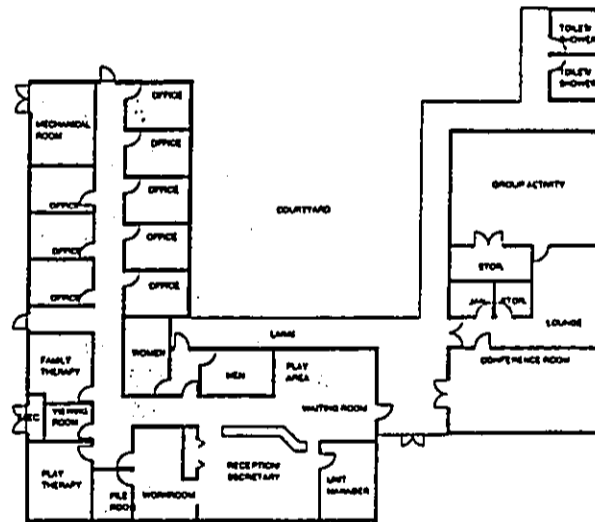 TOILET/
SHOWER
TOILET/
SHOWER
OFFICE
MECHANICAL
ROOM
OFFICE
GROUP ACTIVITY
OFFICE
OFFICE
COURTYARD
OFFICE
OFFICE
STOR.
OFFICE
OFFICE
JAN.
STOR.
LOUNGE
WOMEN
FAMILY
THERAPY
MEN
PLAY
AREA
CONFERENCE ROOM
WAITING ROOM
VIEWING
ROOM
PLAY
THERAPY
FILE
ROOM
WORKROOM
RECEPTION/
SECRETARY
UNIT
MANAGER